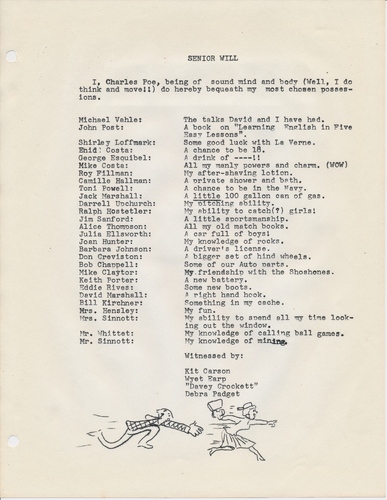 SENIOR WILL
I, Charles Poe, being of sound mind and body (Well, I do
think and move!!) do hereby bequeath my most chosen posses-
ions.
Michael Vahle: The talks David and I have had.
John Post: A book on "Learning English in Five
Easy Lessons".
Shirley Loffmark: Some good luck with La Verne.
Enid Costa: A chance to be 18.
George Esquibel: A drink of ----!!
Mike Costa: All my manly powers and charm. (WOW)
Roy Fillman: My after-shaving lotion.
Camille Hallman: A private shower and bath.
Toni Powell: A chance to be in the Navy.
Jack Marshall: A little 100 gallon can of gas.
Darrell Upchurch: My pitching ability.
Ralph Hostetler: My ability to catch(?) girls!
Jim Sanford: A little sportsmanship.
Alice Thompson: All my old match books.
Julia Ellsworth: A car full of boys!
Joan Hunter: My knowledge of rocks.
Barbara Johnson: A driver's license.
Don Creviston: A bigger set of hind wheels.
Bob Chappell: Some of our Auto parts.
Mike Claytor: My friendship with the Shoshones.
Keith Porter: A new battery.
Eddie Rives: Some new boots.
David Marshall: A right hand hook.
Bill Kirchner: Something in my cache.
Mrs. Hensley: My fun.
Mrs. Sinnott: My ability to spend all my time look-
ing out the window.
Mr. Whittet: My knowledge of calling ball games.
Mr. Sinnott: My knowledge of mining.
Witnessed by:
Kit Carson
Wyet Earp
"Davey Crockett"
Debra Padget